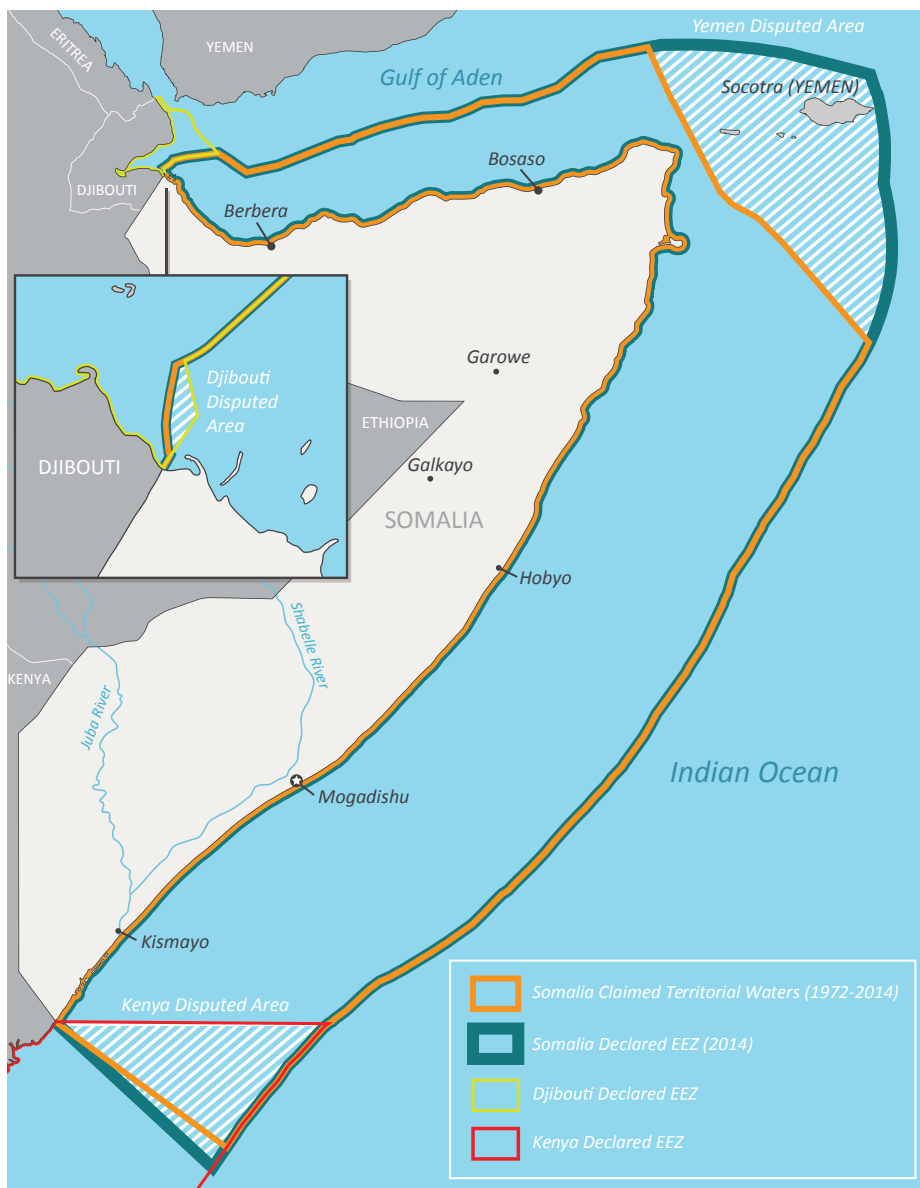 Yemen Disputed Area
ERITREA
YEMEN
Gulf of Aden
Socotra (YEMEN)
DJIBOUTI
Bosaso
Berbera
Garowe
Djibouti
Disputed
Area
ETHIOPIA
DJIBOUTI
Galkayo
SOMALIA
Hobyo
Shabelle River
KENYA
Juba River
Indian Ocean
Mogadishu
Kismayo
Kenya Disputed Area
Somalia Claimed Territorial Waters (1972-2014)
Somalia Declared EEZ (2014)
Djibouti Declared EEZ
Kenya Declared EEZ